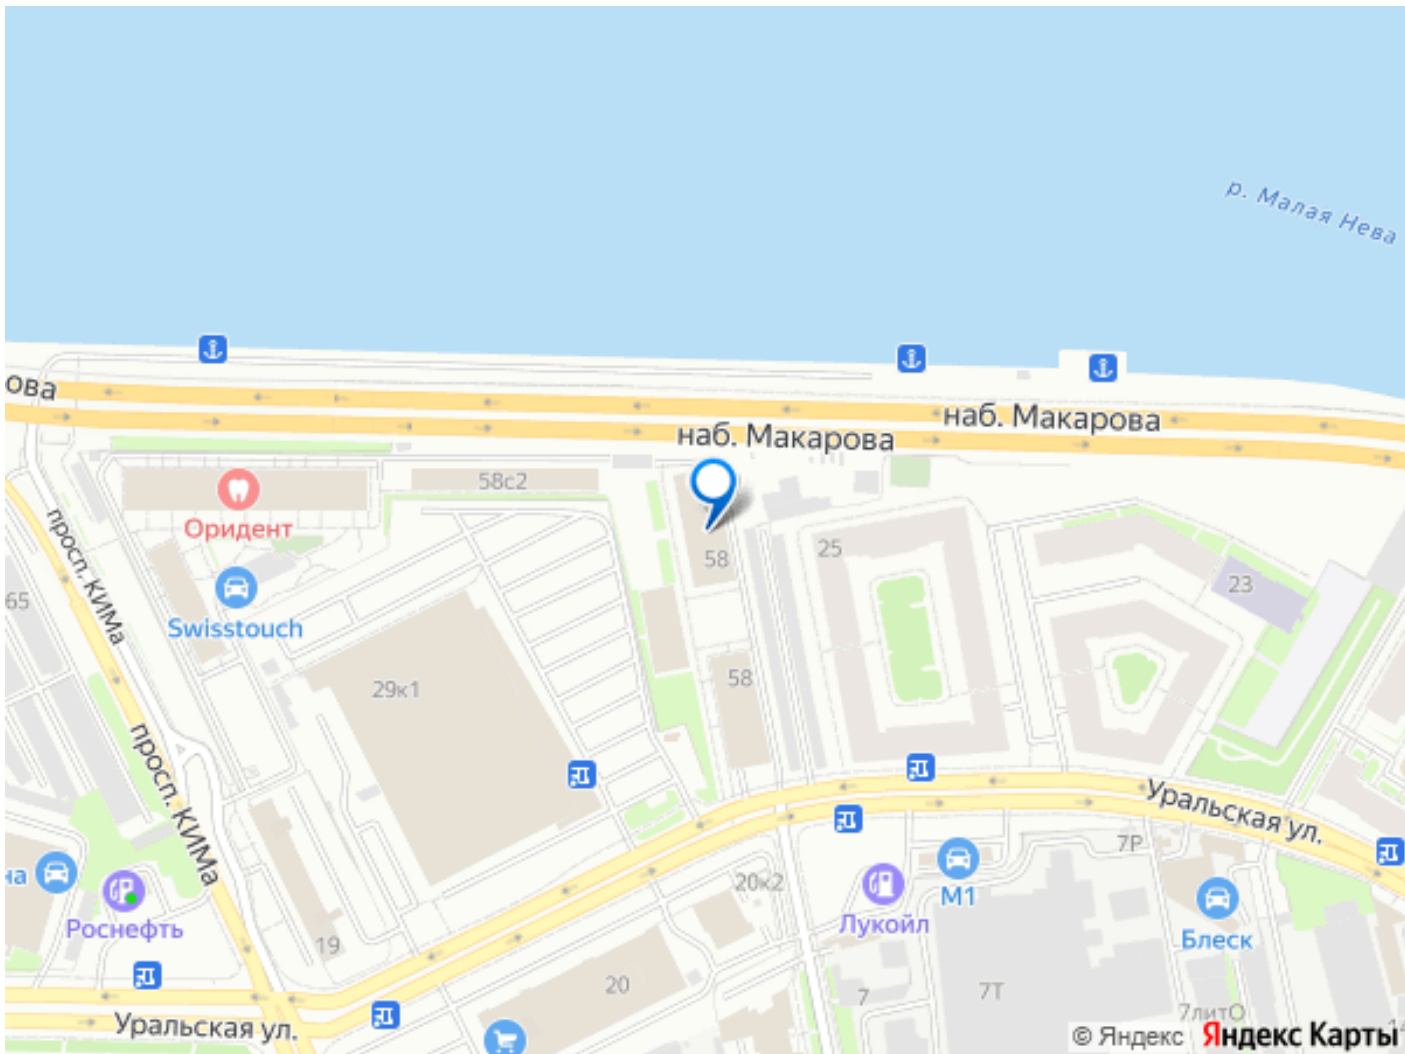 р. Малая Нева
ова
наб. Макарова
наб. Макарова
58с2
Оридент
просп. КИМа
58
25
23
65
Swisstouch
29к1
58
просп. КИМа
Уральская ул.
7Р
20к2
на
М1
Роснефть
Лукойл
Блеск
19
20
7
7Т
7литО
Уральская ул.
© Яндекс Яндекс Карты